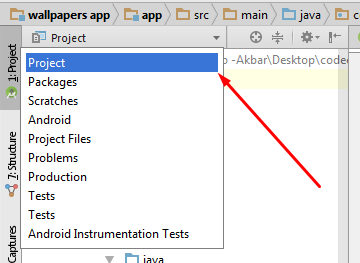 wallpapers app app src main java c
Project
1: Project
Project
-Akbar\Desktop\codec
Packages
Scratches
Android
Project Files
Problems
Production
Tests
Tests
Android Instrumentation Tests
7: Structure
Captures
java